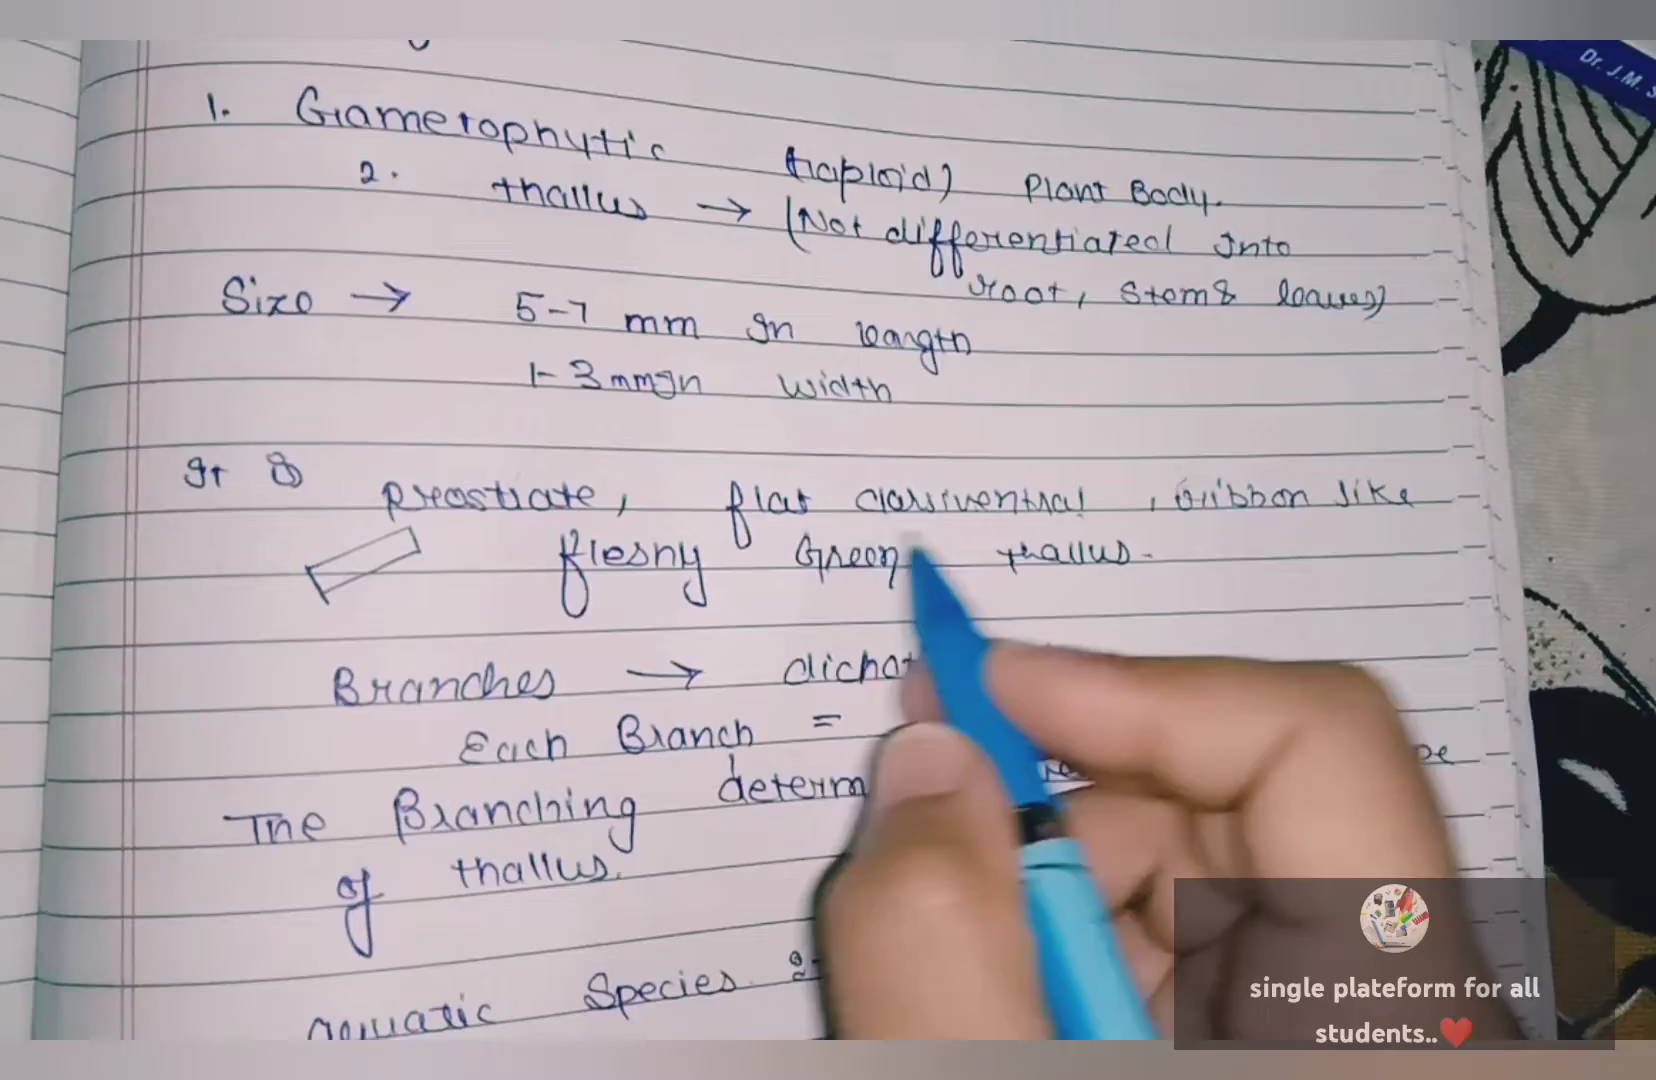 1. Gametophytic (haploid) Plant Body.
2. thallus → (Not differentiated into
root, Stem & leaves)
Size → 5-7 mm in length
1-3 mm in width
It is prostrate, flat dorsiventral, ribbon like
fleshy Green thallus.
Branches → dichot
Each Branch =
The Branching determ
of thallus.
aquatic Species
Dr. J.M. S
single plateform for all
students..❤️